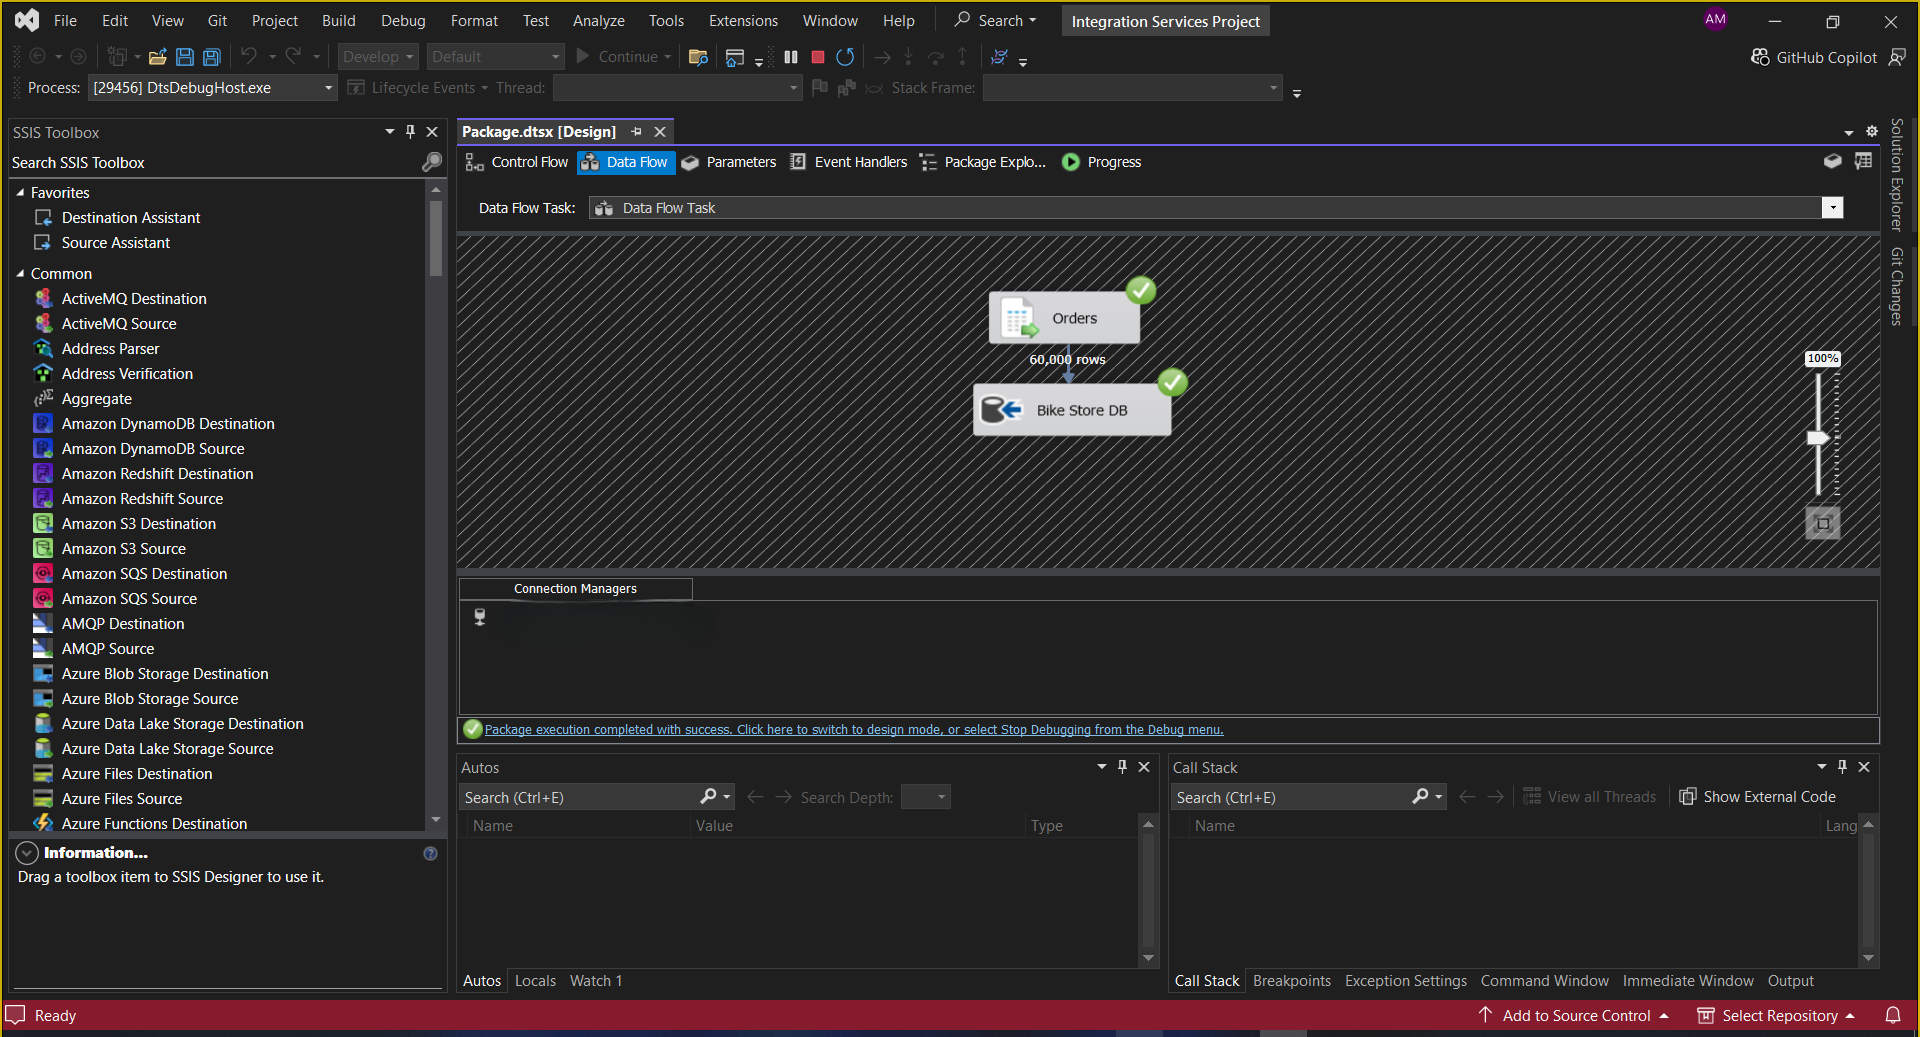 File Edit View Git Project Build Debug Format Test Analyze Tools Extensions Window Help Search Integration Services Project AM
Develop Default Continue GitHub Copilot
Process: [29456] DtsDebugHost.exe Lifecycle Events Thread: Stack Frame:
SSIS Toolbox
Search SSIS Toolbox
Favorites
Destination Assistant
Source Assistant
Common
ActiveMQ Destination
ActiveMQ Source
Address Parser
Address Verification
Aggregate
Amazon DynamoDB Destination
Amazon DynamoDB Source
Amazon Redshift Destination
Amazon Redshift Source
Amazon S3 Destination
Amazon S3 Source
Amazon SQS Destination
Amazon SQS Source
AMQP Destination
AMQP Source
Azure Blob Storage Destination
Azure Blob Storage Source
Azure Data Lake Storage Destination
Azure Data Lake Storage Source
Azure Files Destination
Azure Files Source
Azure Functions Destination
Information...
Drag a toolbox item to SSIS Designer to use it.
Package.dtsx [Design]
Control Flow Data Flow Parameters Event Handlers Package Explo... Progress
Data Flow Task: Data Flow Task
Orders
60,000 rows
Bike Store DB
100%
Connection Managers
Package execution completed with success. Click here to switch to design mode, or select Stop Debugging from the Debug menu.
Autos
Search (Ctrl+E) Search Depth:
Name Value Type
Autos Locals Watch 1
Call Stack
Search (Ctrl+E) View all Threads Show External Code
Name Lang
Call Stack Breakpoints Exception Settings Command Window Immediate Window Output
Solution Explorer
Git Changes
Ready Add to Source Control Select Repository